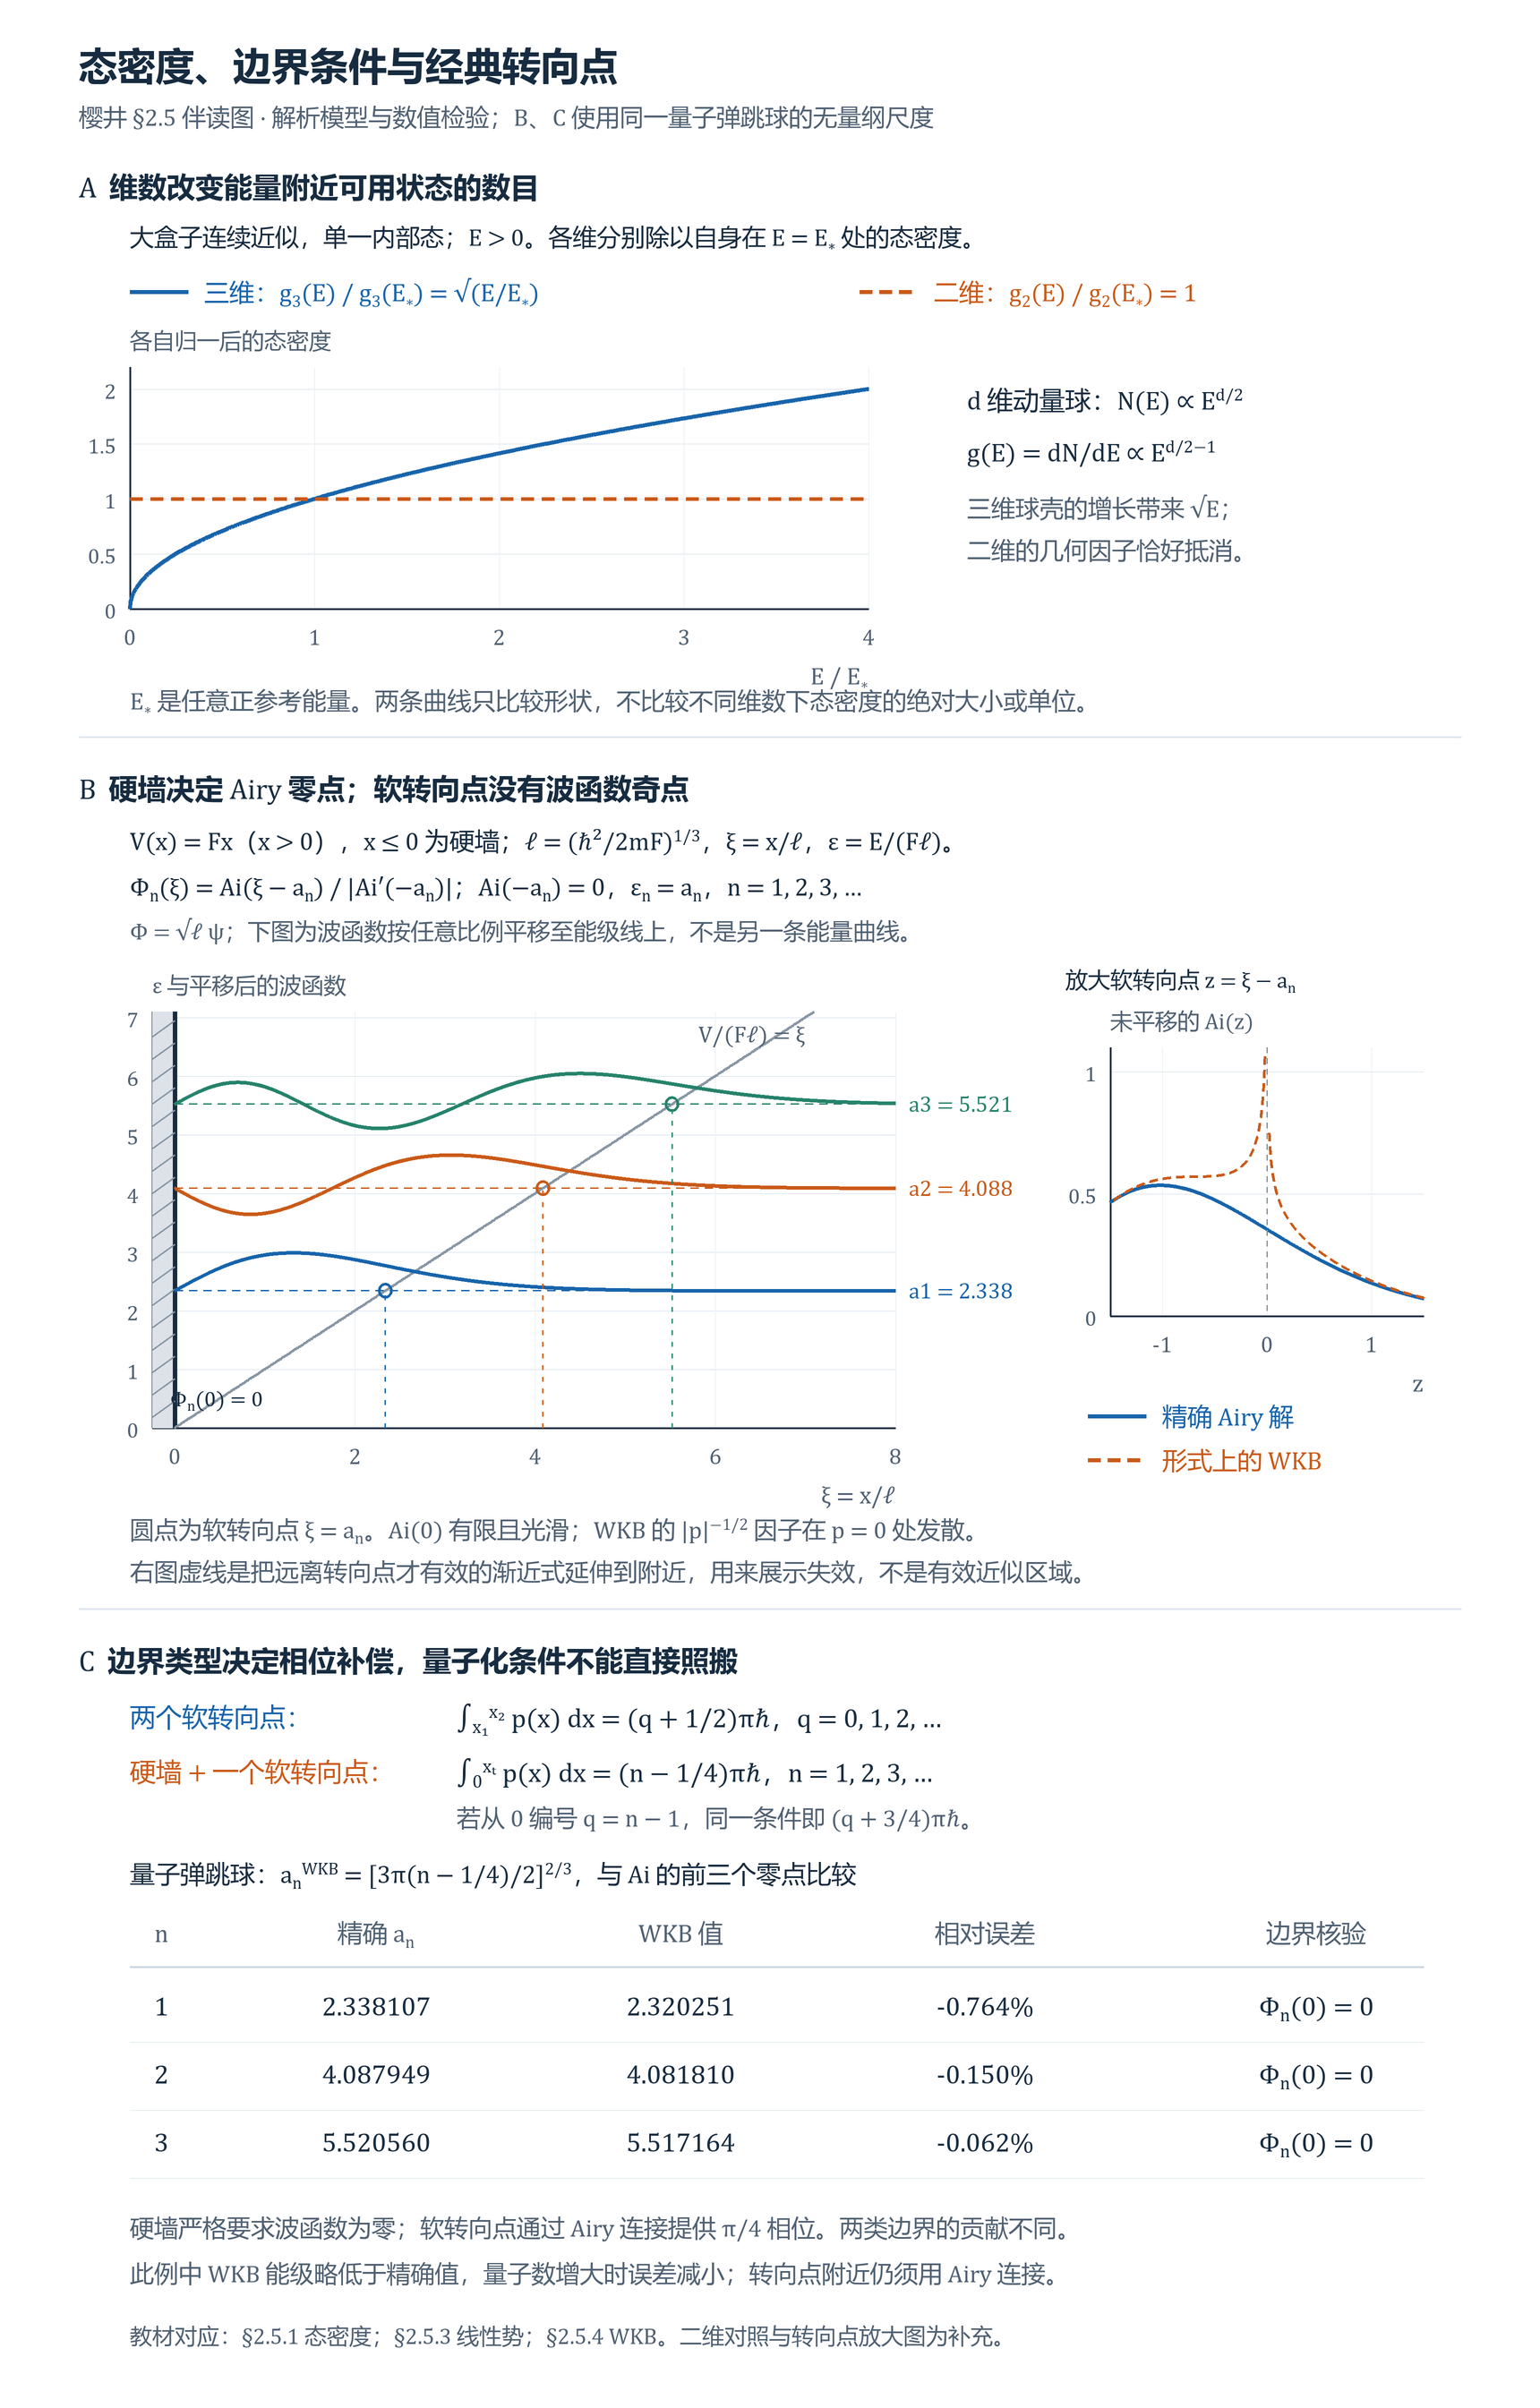 态密度、边界条件与经典转向点
樱井 §2.5 伴读图 · 解析模型与数值检验；B、C 使用同一量子弹跳球的无量纲尺度
A 维数改变能量附近可用状态的数目
大盒子连续近似，单一内部态；E > 0。各维分别除以自身在 E = E* 处的态密度。
三维：g₃(E) / g₃(E*) = √(E/E*)
二维：g₂(E) / g₂(E*) = 1
各自归一后的态密度
2
1.5
1
0.5
0
0 1 2 3 4
E / E*
d 维动量球：N(E) ∝ E^{d/2}
g(E) = dN/dE ∝ E^{d/2−1}
三维球壳的增长带来 √E；
二维的几何因子恰好抵消。
E* 是任意正参考能量。两条曲线只比较形状，不比较不同维数下态密度的绝对大小或单位。
B 硬墙决定 Airy 零点；软转向点没有波函数奇点
V(x) = Fx（x > 0），x ≤ 0 为硬墙；ℓ = (ℏ²/2mF)^{1/3}，ξ = x/ℓ，ε = E/(Fℓ)。
Φₙ(ξ) = Ai(ξ − aₙ) / |Ai′(−aₙ)|；Ai(−aₙ) = 0，εₙ = aₙ，n = 1, 2, 3, …
Φ = √ℓ ψ；下图为波函数按任意比例平移至能级线上，不是另一条能量曲线。
ε 与平移后的波函数
7
6
5
4
3
2
1
0
V/(Fℓ) = ξ
a3 = 5.521
a2 = 4.088
a1 = 2.338
Φₙ(0) = 0
0 2 4 6 8
ξ = x/ℓ
放大软转向点 z = ξ − aₙ
未平移的 Ai(z)
1
0.5
0
-1 0 1
z
精确 Airy 解
形式上的 WKB
圆点为软转向点 ξ = aₙ。Ai(0) 有限且光滑；WKB 的 |p|^{−1/2} 因子在 p = 0 处发散。
右图虚线是把远离转向点才有效的渐近式延伸到附近，用来展示失效，不是有效近似区域。
C 边界类型决定相位补偿，量子化条件不能直接照搬
两个软转向点： ∫_{x₁}^{x₂} p(x) dx = (q + 1/2)πℏ，q = 0, 1, 2, …
硬墙 + 一个软转向点： ∫₀^{xₜ} p(x) dx = (n − 1/4)πℏ，n = 1, 2, 3, …
若从 0 编号 q = n − 1，同一条件即 (q + 3/4)πℏ。
量子弹跳球：aₙ^{WKB} = [3π(n − 1/4)/2]^{2/3}，与 Ai 的前三个零点比较
n 精确 aₙ WKB 值 相对误差 边界核验
1 2.338107 2.320251 -0.764% Φₙ(0) = 0
2 4.087949 4.081810 -0.150% Φₙ(0) = 0
3 5.520560 5.517164 -0.062% Φₙ(0) = 0
硬墙严格要求波函数为零；软转向点通过 Airy 连接提供 π/4 相位。两类边界的贡献不同。
此例中 WKB 能级略低于精确值，量子数增大时误差减小；转向点附近仍须用 Airy 连接。
教材对应：§2.5.1 态密度；§2.5.3 线性势；§2.5.4 WKB。二维对照与转向点放大图为补充。